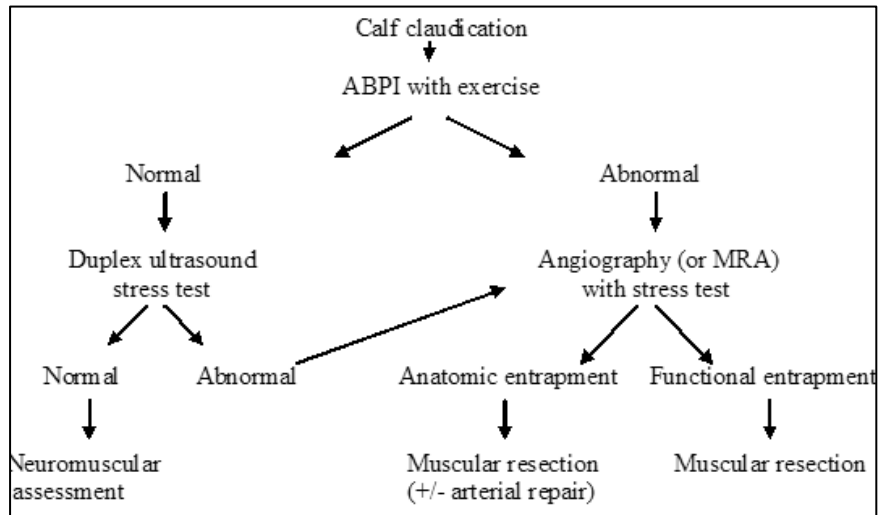 Calf claudication
ABPI with exercise
Normal
Abnormal
Duplex ultrasound
stress test
Angiography (or MRA)
with stress test
Normal
Abnormal
Anatomic entrapment
Functional entrapment
Neuromuscular
assessment
Muscular resection
(+/- arterial repair)
Muscular resection